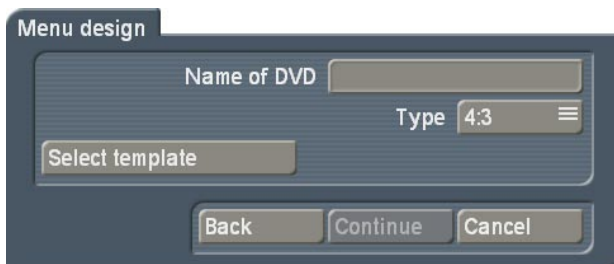 Menu design
Name of DVD
Type 4:3
Select template
Back Continue Cancel